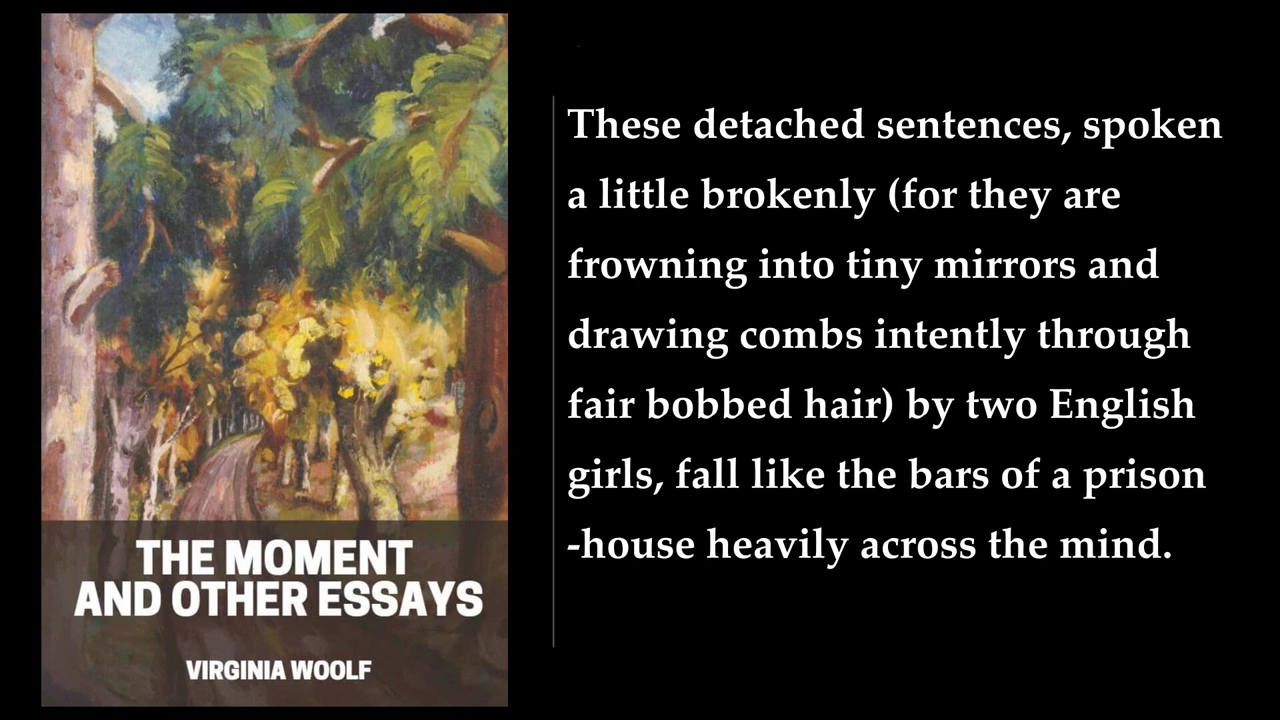 THE MOMENT
AND OTHER ESSAYS
VIRGINIA WOOLF
These detached sentences, spoken
a little brokenly (for they are
frowning into tiny mirrors and
drawing combs intently through
fair bobbed hair) by two English
girls, fall like the bars of a prison
-house heavily across the mind.